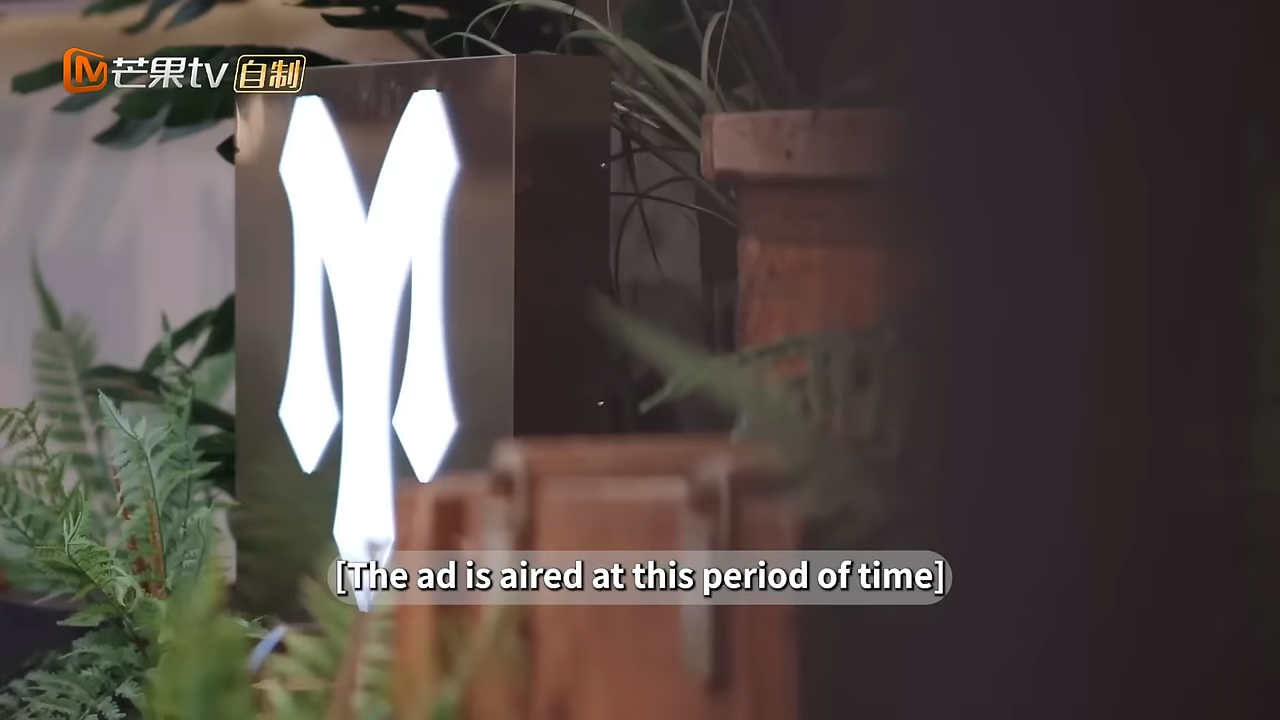 芒果tv 自制
M
[The ad is aired at this period of time]